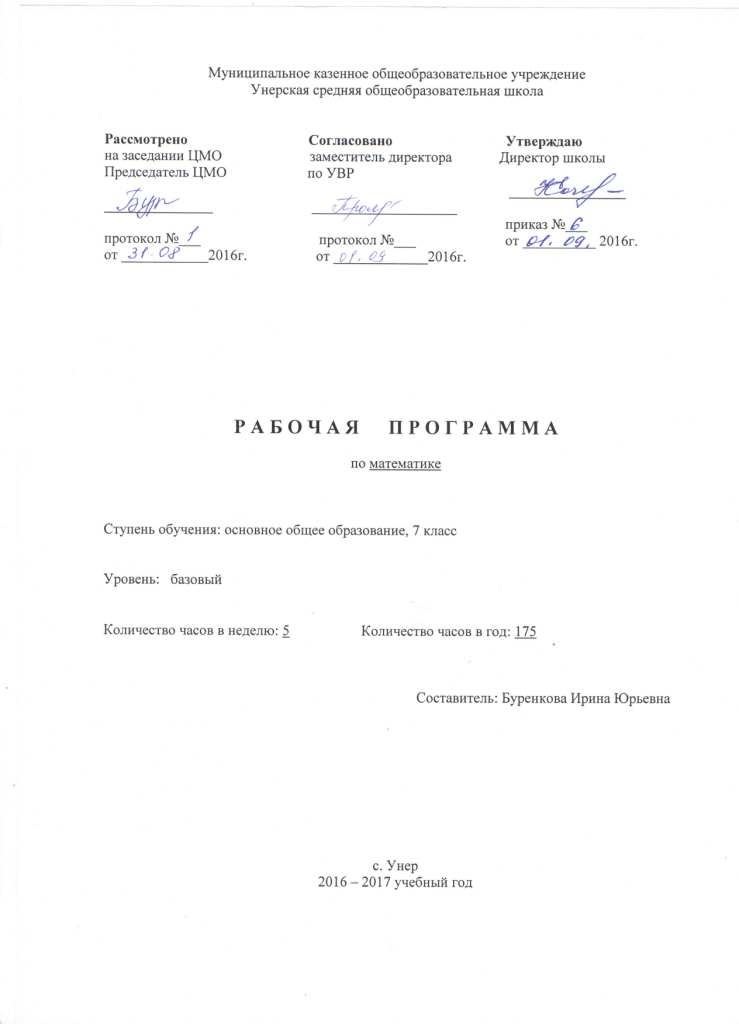 Муниципальное казенное общеобразовательное учреждение
Унерская средняя общеобразовательная школа
Рассмотрено
на заседании ЦМО
Председатель ЦМО
протокол № 1
от 31.08 2016г.
Согласовано
заместитель директора
по УВР
протокол №___
от 01.09 2016г.
Утверждаю
Директор школы
приказ № 6
от 01.09. 2016г.
РАБОЧАЯ ПРОГРАММА
по математике
Ступень обучения: основное общее образование, 7 класс
Уровень: базовый
Количество часов в неделю: 5 Количество часов в год: 175
Составитель: Буренкова Ирина Юрьевна
с. Унер
2016 – 2017 учебный год